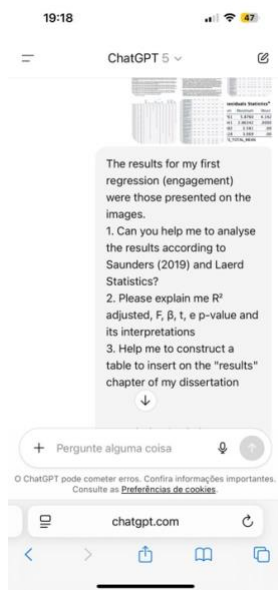 19:18
47
ChatGPT 5
The results for my first
regression (engagement)
were those presented on the
images.
1. Can you help me to analyse
the results according to
Saunders (2019) and Laerd
Statistics?
2. Please explain me R²
adjusted, F, β, t, e p-value and
its interpretations
3. Help me to construct a
table to insert on the "results"
chapter of my dissertation
Pergunte alguma coisa
O ChatGPT pode cometer erros. Confira informações importantes.
Consulte as Preferências de cookies.
chatgpt.com